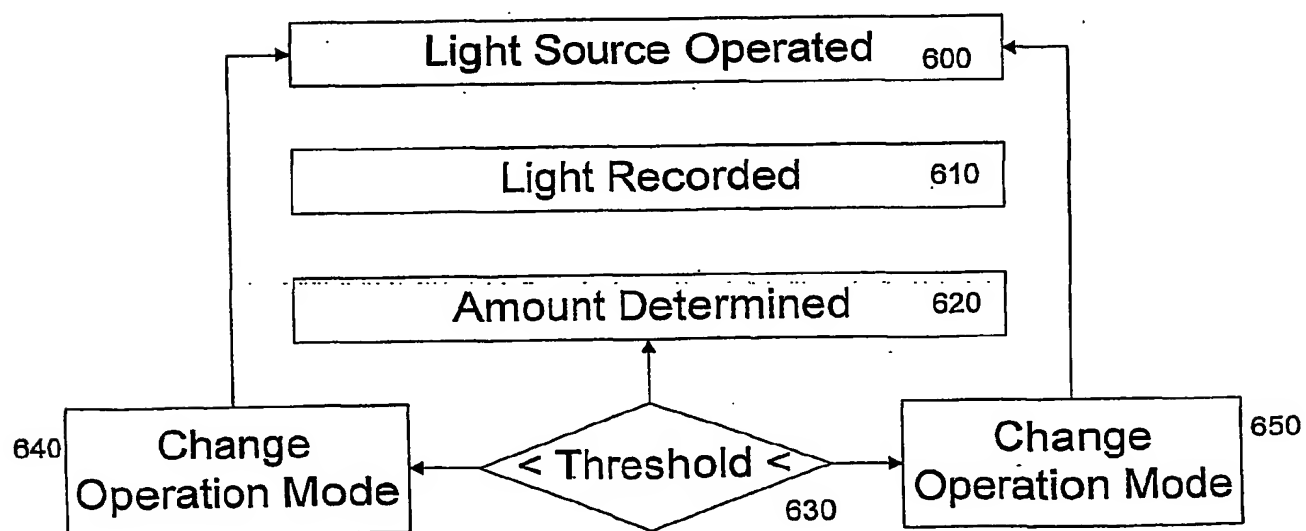 Light Source Operated 600
Light Recorded 610
Amount Determined 620
640 Change
Operation Mode
< Threshold <
630
Change 650
Operation Mode